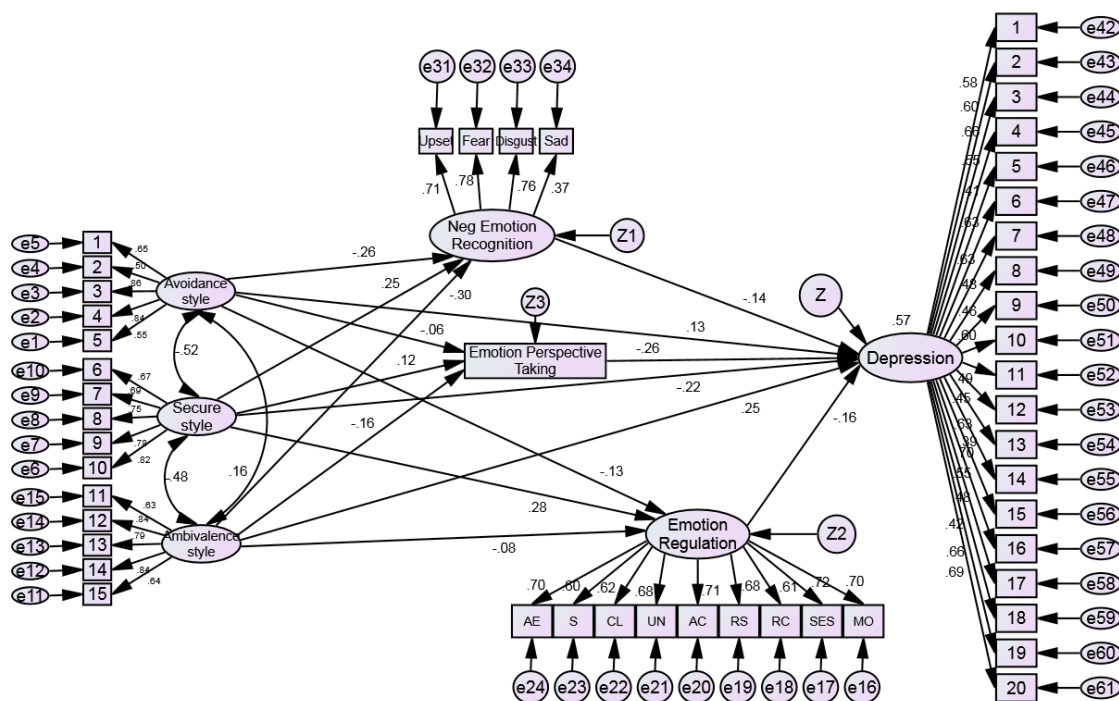 e31
e32
e33
e34
Upset
Fear
Disgust
Sad
.71
.78
.76
.37
Neg Emotion
Recognition
Z1
e5
e4
e3
e2
e1
1
2
3
4
5
.65
.50
.86
.84
.55
Avoidance
style
e10
e9
e8
e7
e6
6
7
8
9
10
.67
.69
.75
.78
.82
Secure
style
e15
e14
e13
e12
e11
11
12
13
14
15
.63
.84
.79
.84
.64
Ambivalence
style
-.52
-.48
.16
-.26
.25
-.30
-.06
.12
-.16
-.13
.28
-.08
Z3
Emotion Perspective
Taking
-.14
.13
-.26
-.22
.25
-.16
Z
.57
Depression
Emotion
Regulation
Z2
.70
.60
.62
.68
.71
.68
.61
.72
.70
AE
S
CL
UN
AC
RS
RC
SES
MO
e24
e23
e22
e21
e20
e19
e18
e17
e16
.58
.60
.66
.55
.41
.63
.63
.48
.46
.60
.49
.45
.63
.39
.70
.55
.48
.42
.66
.69
1
2
3
4
5
6
7
8
9
10
11
12
13
14
15
16
17
18
19
20
e42
e43
e44
e45
e46
e47
e48
e49
e50
e51
e52
e53
e54
e55
e56
e57
e58
e59
e60
e61